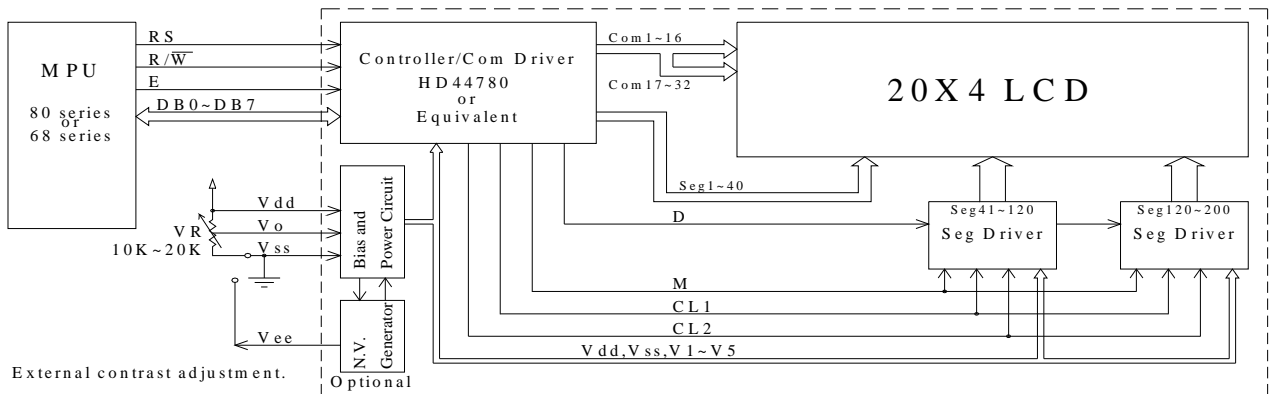 MPU
80 series
or
68 series
RS
R/W̅
E
DB0~DB7
Controller/Com Driver
HD44780
or
Equivalent
Com1~16
Com17~32
20X4 LCD
Seg1~40
D
Seg41~120
Seg Driver
Seg120~200
Seg Driver
Vdd
Vo
Vss
VR
10K~20K
Bias and
Power Circuit
M
CL1
CL2
Vdd,Vss,V1~V5
Vee
N.V.
Generator
Optional
External contrast adjustment.